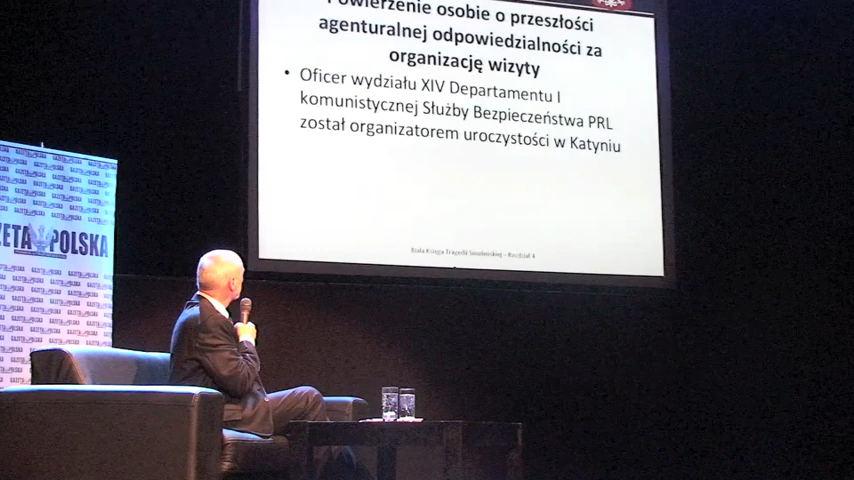 Powierzenie osobie o przeszłości
agenturalnej odpowiedzialności za
organizację wizyty
• Oficer wydziału XIV Departamentu I
komunistycznej Służby Bezpieczeństwa PRL
został organizatorem uroczystości w Katyniu
Biała Księga Tragedii Smoleńskiej – Rozdział 4
ZETA POLSKA